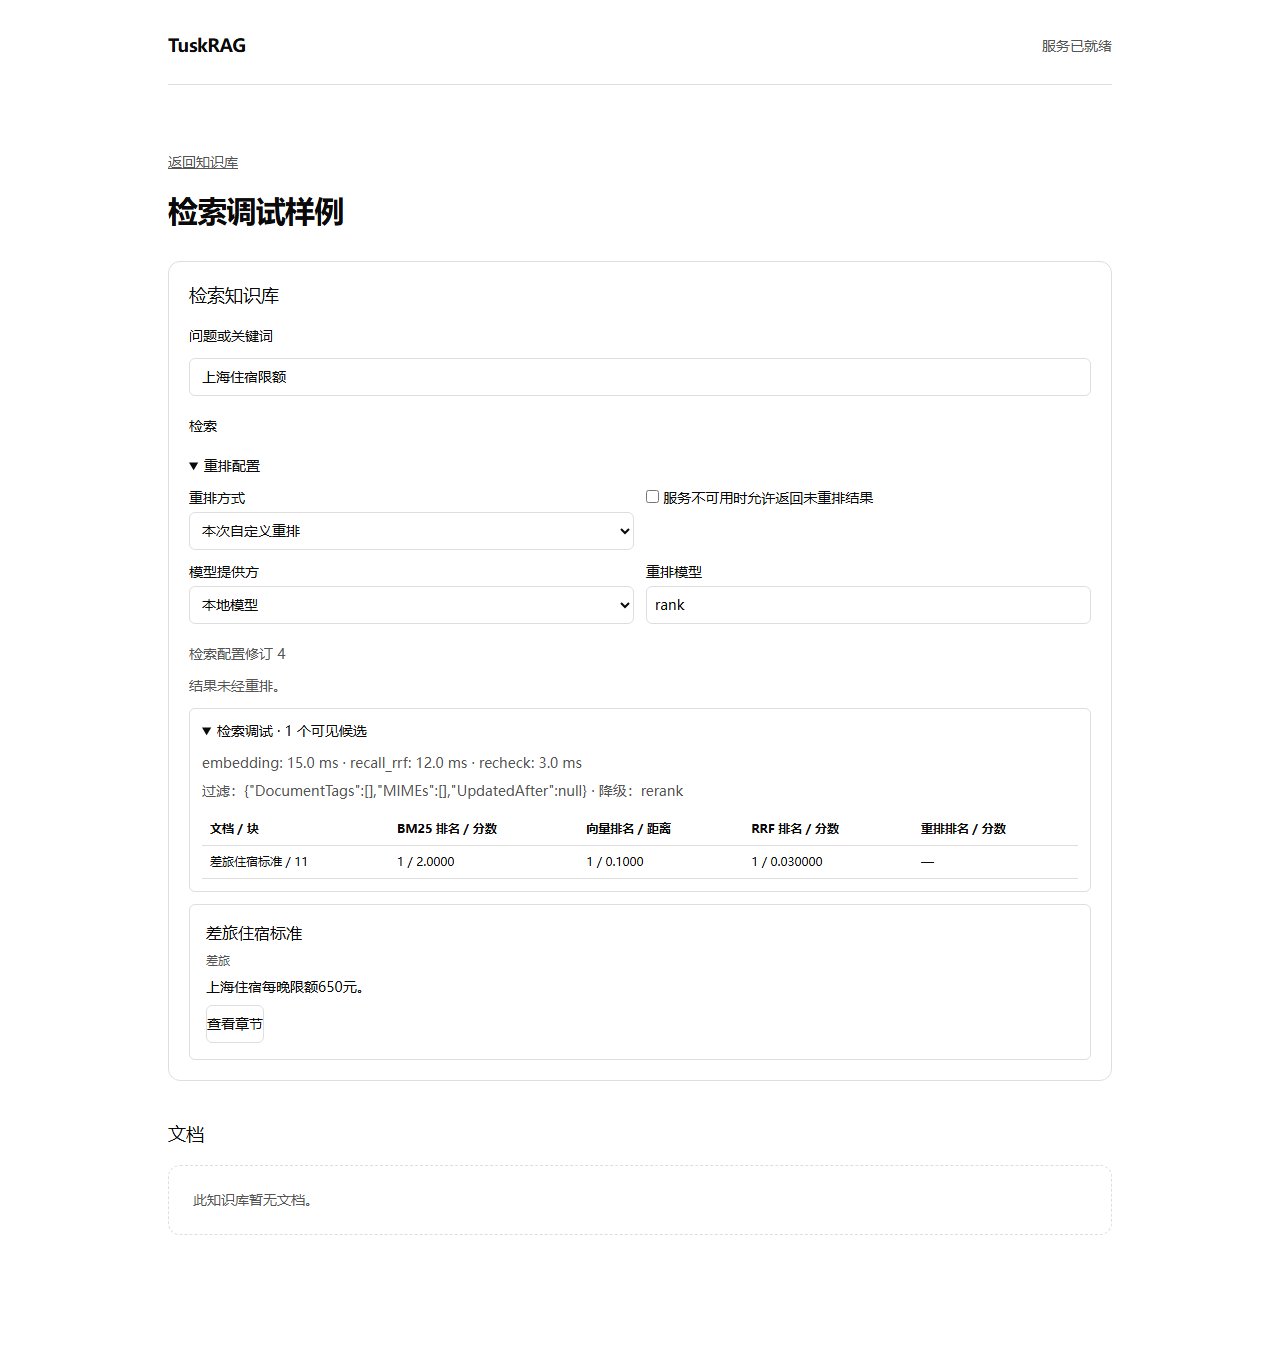 TuskRAG
服务已就绪
返回知识库
检索调试样例
检索知识库
问题或关键词
上海住宿限额
检索
▼ 重排配置
重排方式
服务不可用时允许返回未重排结果
本次自定义重排
模型提供方
重排模型
本地模型
rank
检索配置修订 4
结果未经重排。
▼ 检索调试 · 1 个可见候选
embedding: 15.0 ms · recall_rrf: 12.0 ms · recheck: 3.0 ms
过滤：{"DocumentTags":[],"MIMEs":[],"UpdatedAfter":null} · 降级：rerank
文档 / 块 BM25 排名 / 分数 向量排名 / 距离 RRF 排名 / 分数 重排排名 / 分数
差旅住宿标准 / 11 1 / 2.0000 1 / 0.1000 1 / 0.030000 —
差旅住宿标准
差旅
上海住宿每晚限额650元。
查看章节
文档
此知识库暂无文档。